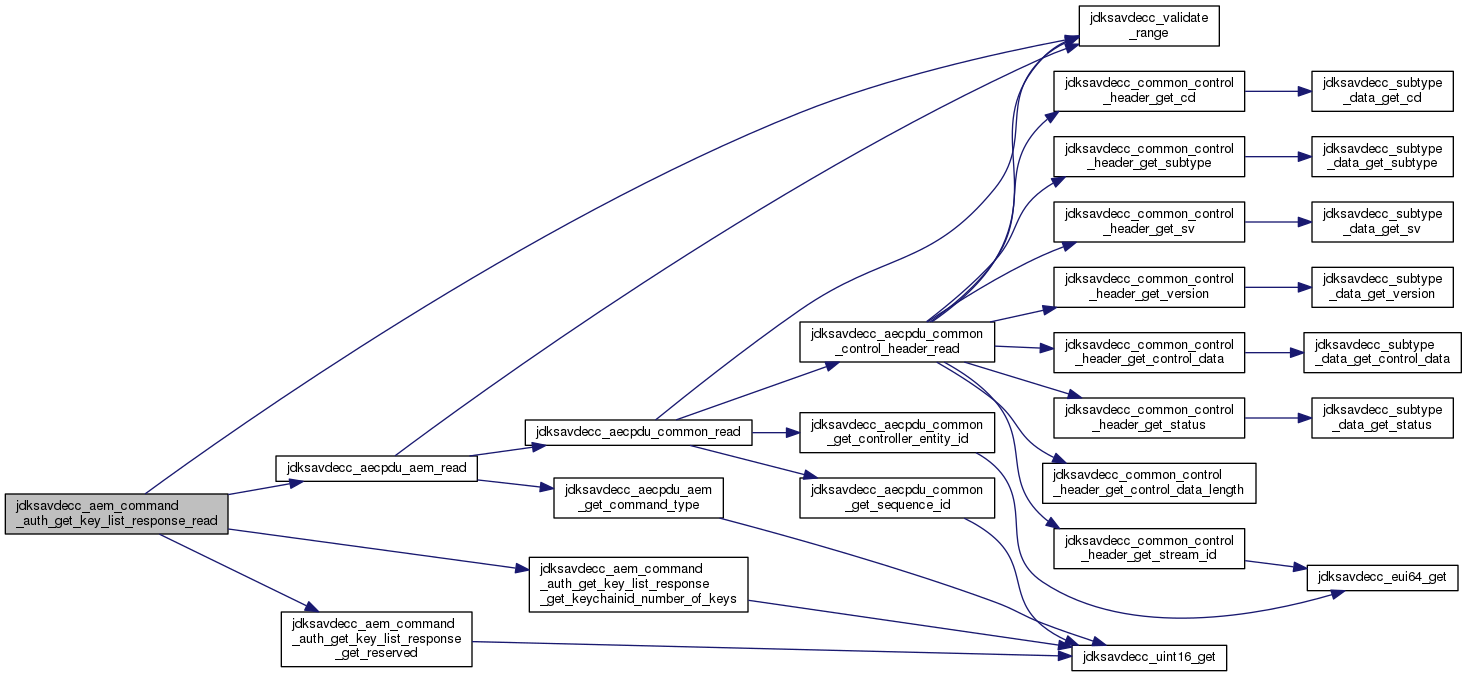 jdksavdecc_aem_command
_auth_get_key_list_response_read
jdksavdecc_aecpdu_aem_read
jdksavdecc_aem_command
_auth_get_key_list_response
_get_reserved
jdksavdecc_aecpdu_common_read
jdksavdecc_aecpdu_aem
_get_command_type
jdksavdecc_aem_command
_auth_get_key_list_response
_get_keychainid_number_of_keys
jdksavdecc_aecpdu_common
_control_header_read
jdksavdecc_aecpdu_common
_get_controller_entity_id
jdksavdecc_aecpdu_common
_get_sequence_id
jdksavdecc_validate
_range
jdksavdecc_common_control
_header_get_cd
jdksavdecc_common_control
_header_get_subtype
jdksavdecc_common_control
_header_get_sv
jdksavdecc_common_control
_header_get_version
jdksavdecc_common_control
_header_get_control_data
jdksavdecc_common_control
_header_get_status
jdksavdecc_common_control
_header_get_control_data_length
jdksavdecc_common_control
_header_get_stream_id
jdksavdecc_uint16_get
jdksavdecc_subtype
_data_get_cd
jdksavdecc_subtype
_data_get_subtype
jdksavdecc_subtype
_data_get_sv
jdksavdecc_subtype
_data_get_version
jdksavdecc_subtype
_data_get_control_data
jdksavdecc_subtype
_data_get_status
jdksavdecc_eui64_get